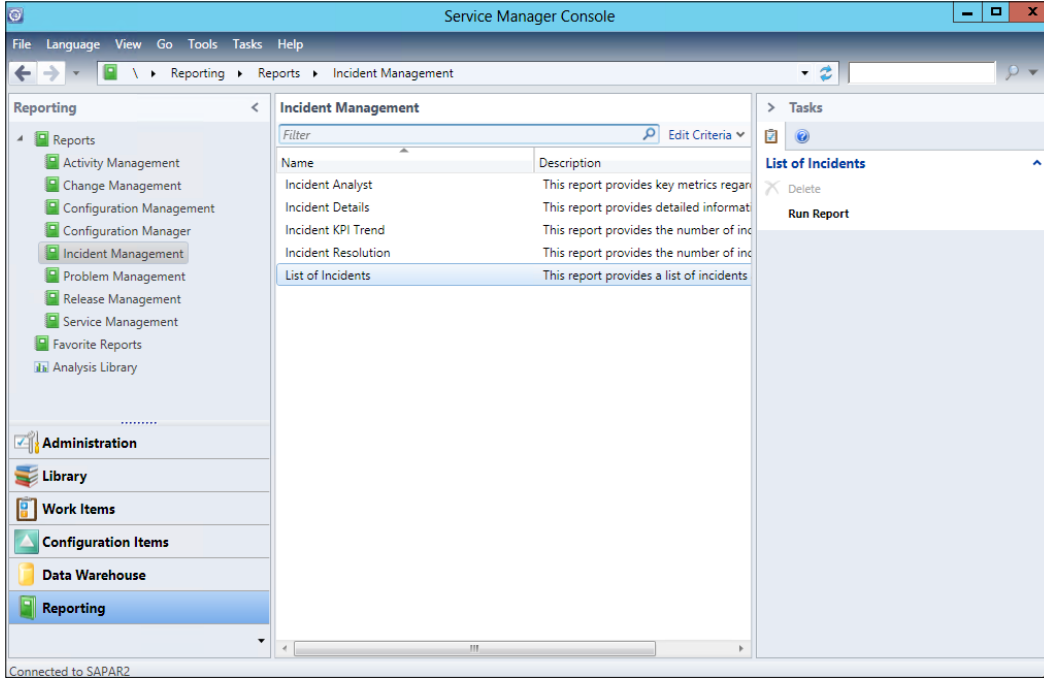 Service Manager Console
File Language View Go Tools Tasks Help
\ Reporting Reports Incident Management
Reporting
Reports
Activity Management
Change Management
Configuration Management
Configuration Manager
Incident Management
Problem Management
Release Management
Service Management
Favorite Reports
Analysis Library
Administration
Library
Work Items
Configuration Items
Data Warehouse
Reporting
Incident Management
Filter Edit Criteria
Name Description
Incident Analyst This report provides key metrics regar
Incident Details This report provides detailed informati
Incident KPI Trend This report provides the number of inc
Incident Resolution This report provides the number of inc
List of Incidents This report provides a list of incidents
Tasks
List of Incidents
Delete
Run Report
Connected to SAPAR2